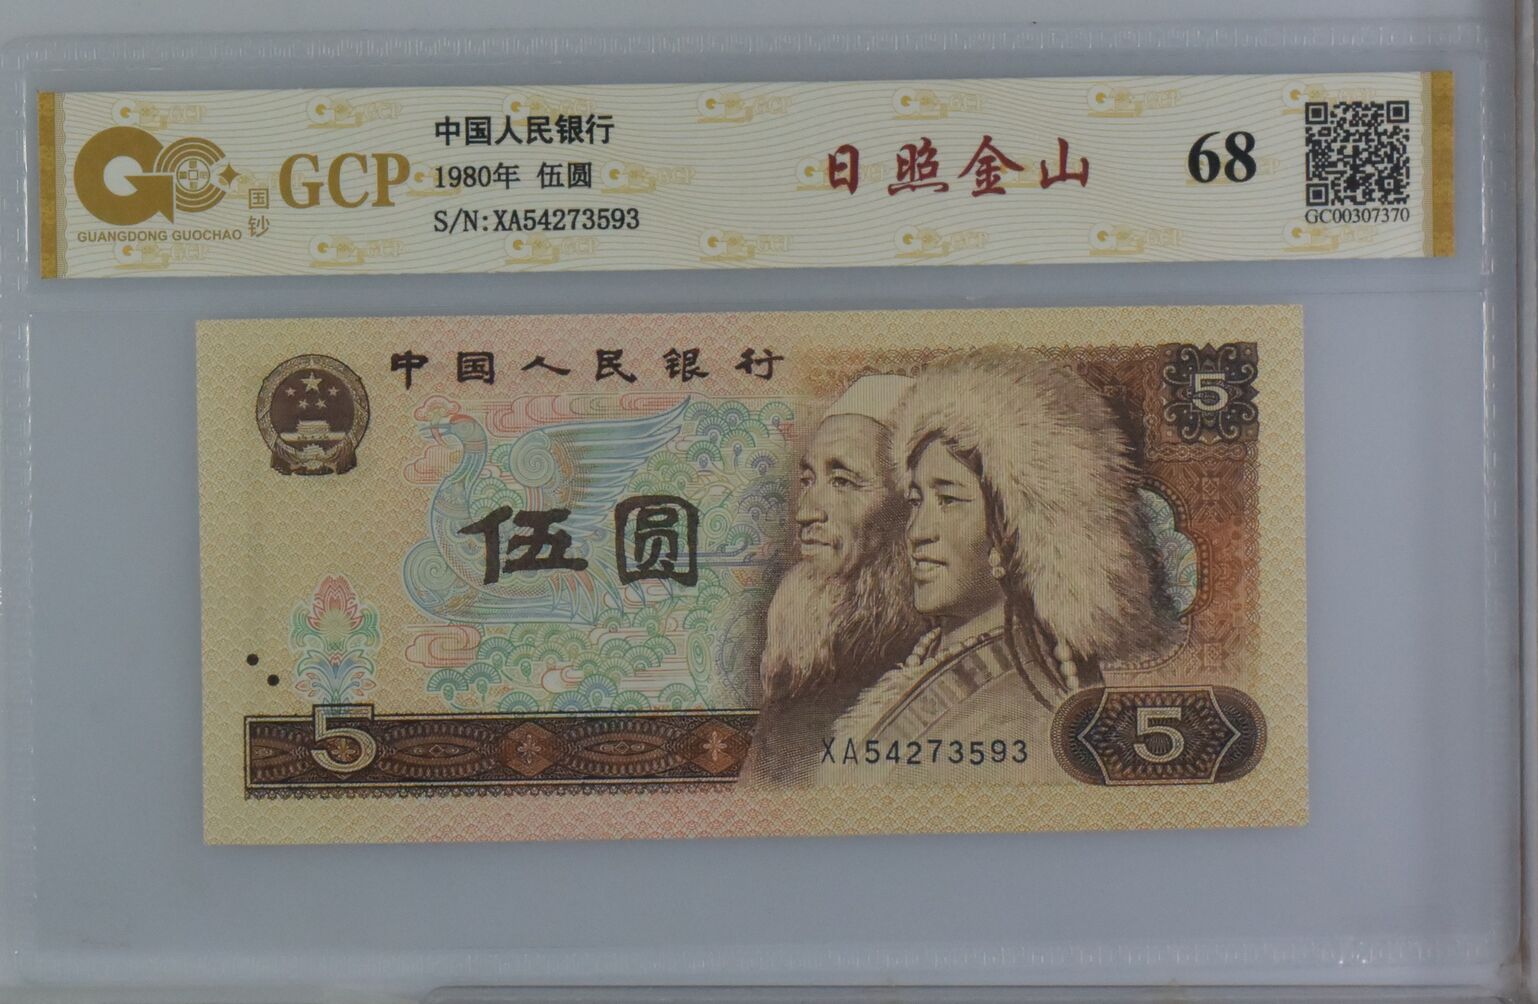 GC
GUANGDONG GUOCHAO
国钞
GCP
中国人民银行
1980年 伍圆
S/N:XA54273593
日照金山
68
GC00307370
中国人民银行
5
伍圆
5
XA54273593
5